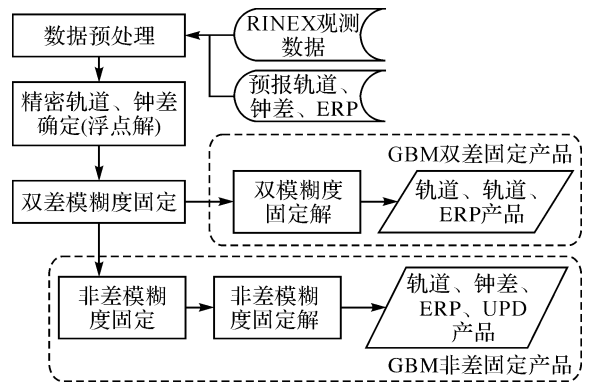 数据预处理
RINEX观测
数据
预报轨道、
钟差、ERP
精密轨道、钟差
确定(浮点解)
GBM双差固定产品
双差模糊度固定
双模糊度
固定解
轨道、轨道、
ERP产品
非差模糊
度固定
非差模糊
度固定解
轨道、钟差、
ERP、UPD
产品
GBM非差固定产品